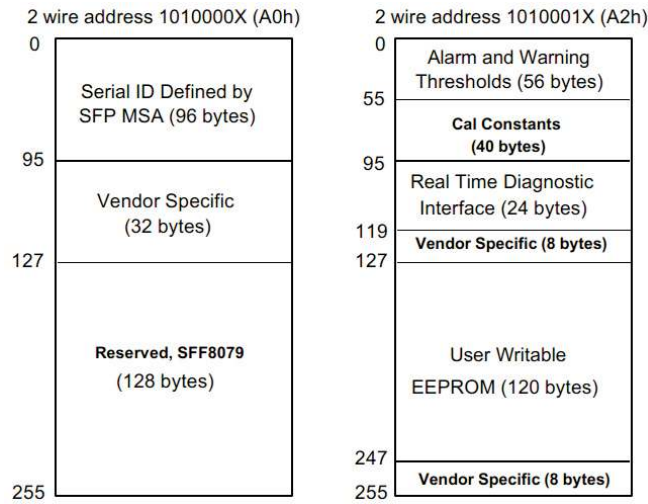 2 wire address 1010000X (A0h)
0
Serial ID Defined by
SFP MSA (96 bytes)
95
Vendor Specific
(32 bytes)
127
Reserved, SFF8079
(128 bytes)
255
2 wire address 1010001X (A2h)
0
Alarm and Warning
Thresholds (56 bytes)
55
Cal Constants
(40 bytes)
95
Real Time Diagnostic
Interface (24 bytes)
119
Vendor Specific (8 bytes)
127
User Writable
EEPROM (120 bytes)
247
Vendor Specific (8 bytes)
255